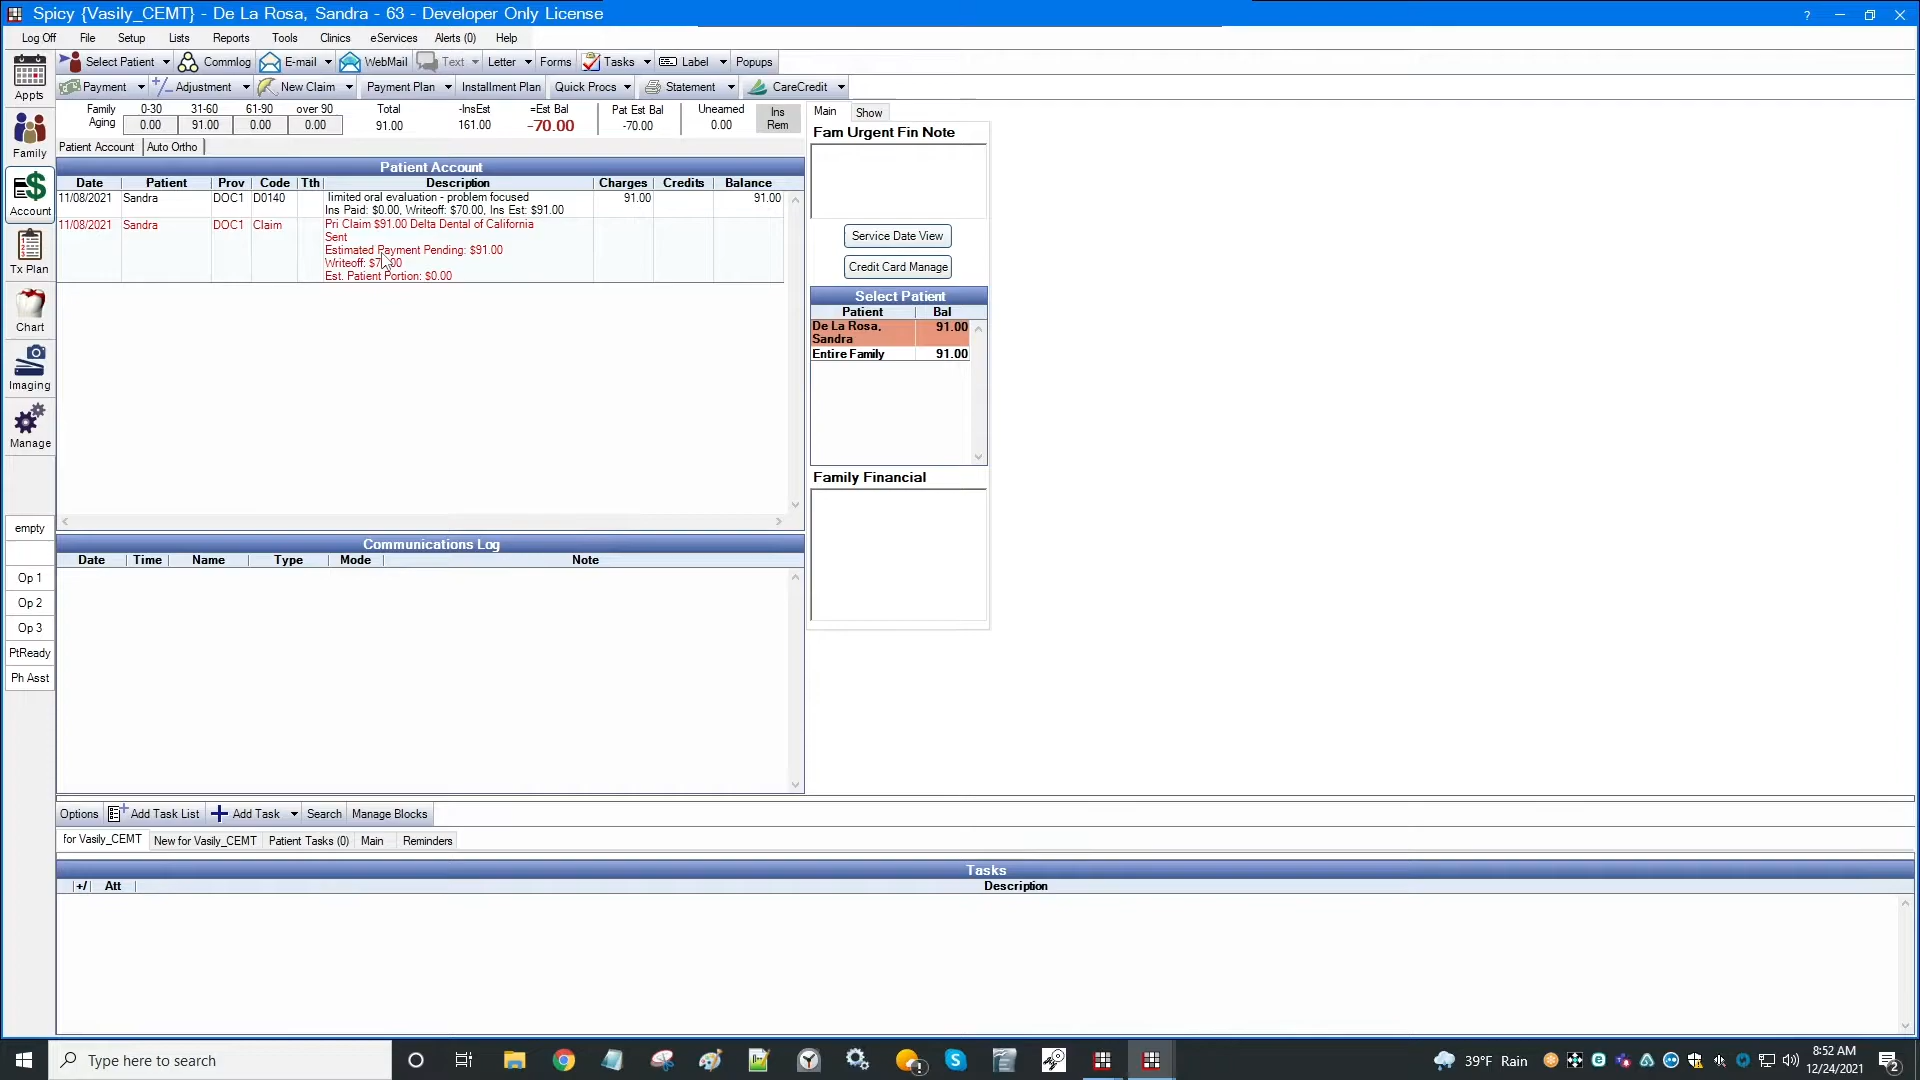 Spicy {Vasily_CEMT} - De La Rosa, Sandra - 63 - Developer Only License
?
Log Off File Setup Lists Reports Tools Clinics eServices Alerts (0) Help
Select Patient Commlog E-mail WebMail Text Letter Forms Tasks Label Popups
Payment Adjustment New Claim Payment Plan Installment Plan Quick Procs Statement CareCredit
Appts
Family
Account
Tx Plan
Chart
Imaging
Manage
empty
Op 1
Op 2
Op 3
PtReady
Ph Asst
Family Aging
0-30 31-60 61-90 over 90 Total -InsEst =Est Bal Pat Est Bal Unearned
0.00 91.00 0.00 0.00 91.00 161.00 -70.00 -70.00 0.00
Ins Rem
Patient Account Auto Ortho
Patient Account
Date Patient Prov Code Tth Description Charges Credits Balance
11/08/2021 Sandra DOC1 D0140 limited oral evaluation - problem focused 91.00 91.00
Ins Paid: $0.00, Writeoff: $70.00, Ins Est: $91.00
11/08/2021 Sandra DOC1 Claim Pri Claim $91.00 Delta Dental of California
Sent
Estimated Payment Pending: $91.00
Writeoff: $70.00
Est. Patient Portion: $0.00
Communications Log
Date Time Name Type Mode Note
Main Show
Fam Urgent Fin Note
Service Date View
Credit Card Manage
Select Patient
Patient Bal
De La Rosa, Sandra 91.00
Entire Family 91.00
Family Financial
Options Add Task List Add Task Search Manage Blocks
for Vasily_CEMT New for Vasily_CEMT Patient Tasks (0) Main Reminders
Tasks
+/ Att Description
Type here to search
39°F Rain
8:52 AM
12/24/2021
2